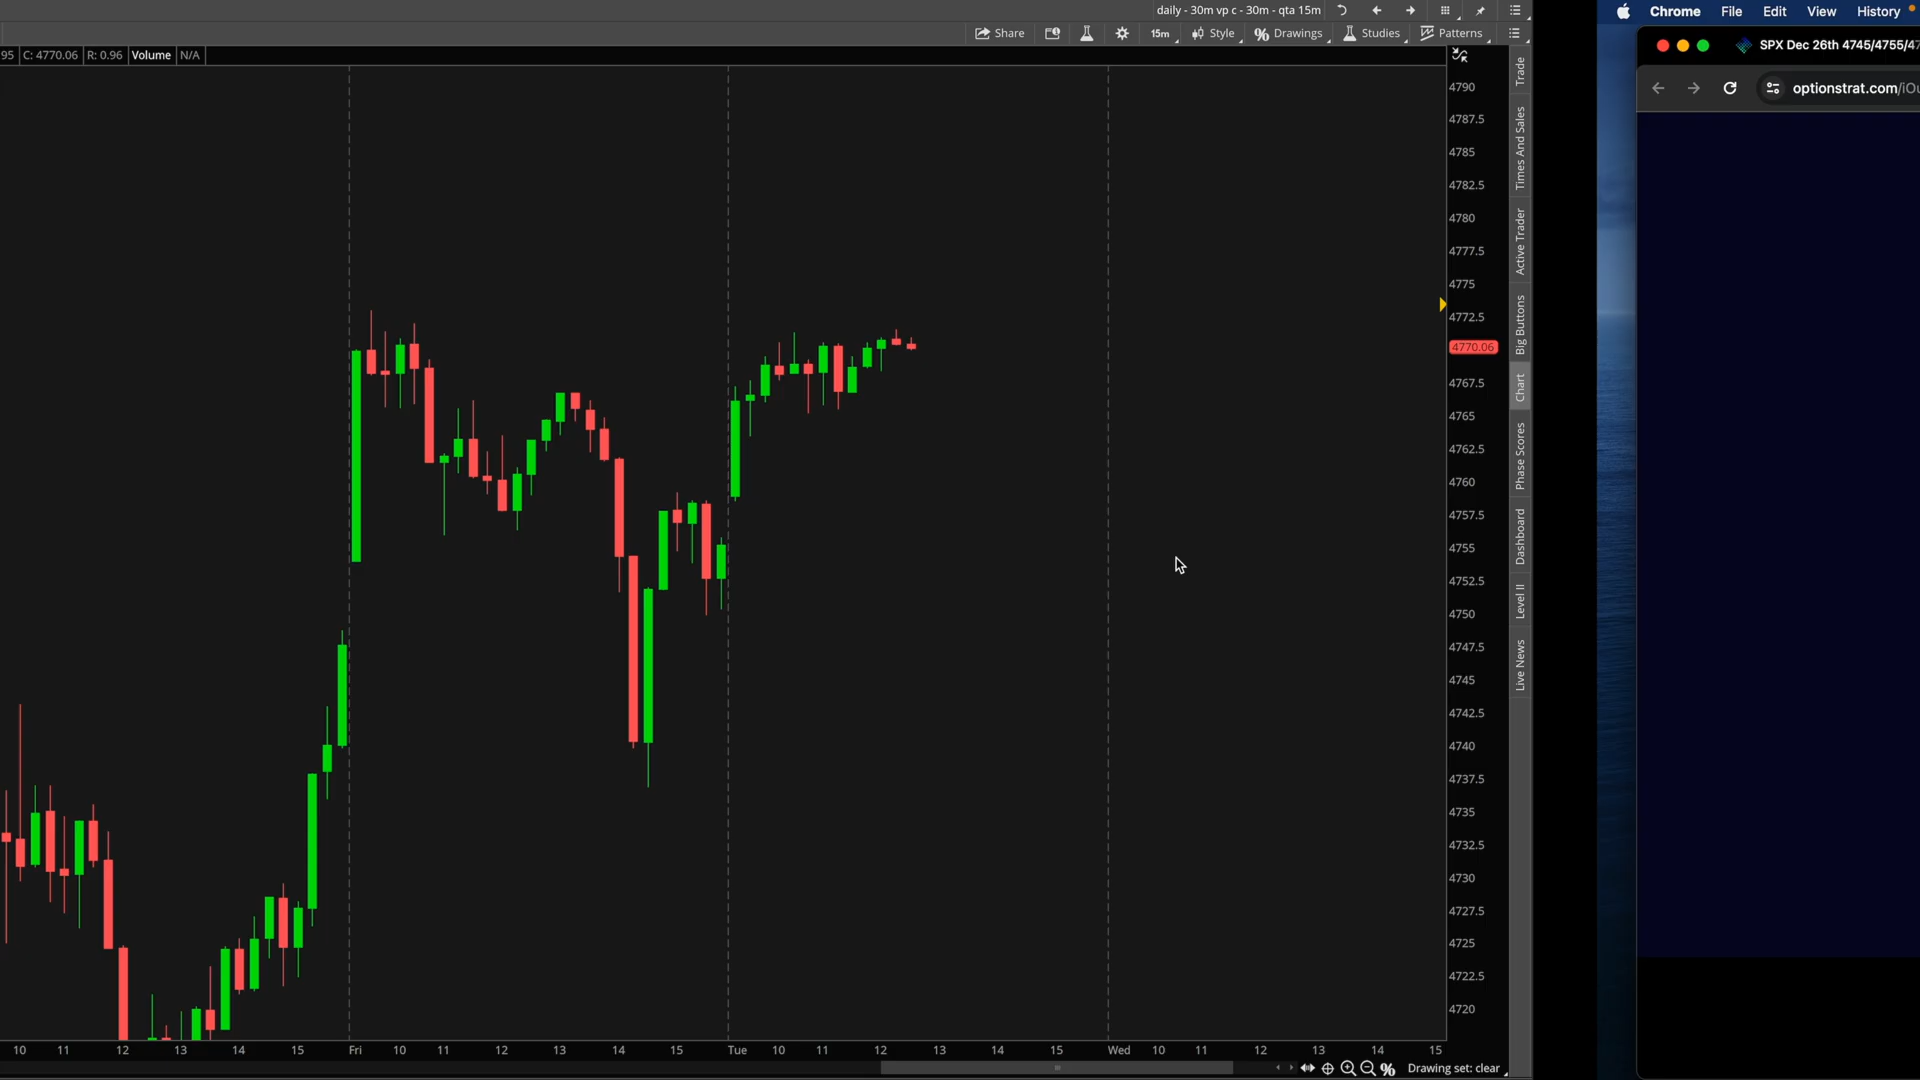 daily - 30m vp c - 30m - qta 15m
Chrome File Edit View History
Share 15m Style Drawings Studies Patterns
SPX Dec 26th 4745/4755/47
95 C: 4770.06 R: 0.96 Volume N/A
optionstrat.com/iOu
4790
4787.5
4785
4782.5
4780
4777.5
4775
4772.5
4770.06
4767.5
4765
4762.5
4760
4757.5
4755
4752.5
4750
4747.5
4745
4742.5
4740
4737.5
4735
4732.5
4730
4727.5
4725
4722.5
4720
Trade
Times And Sales
Active Trader
Big Buttons
Chart
Phase Scores
Dashboard
Level II
Live News
10 11 12 13 14 15 Fri 10 11 12 13 14 15 Tue 10 11 12 13 14 15 Wed 10 11 12 13 14 15
Drawing set: clear